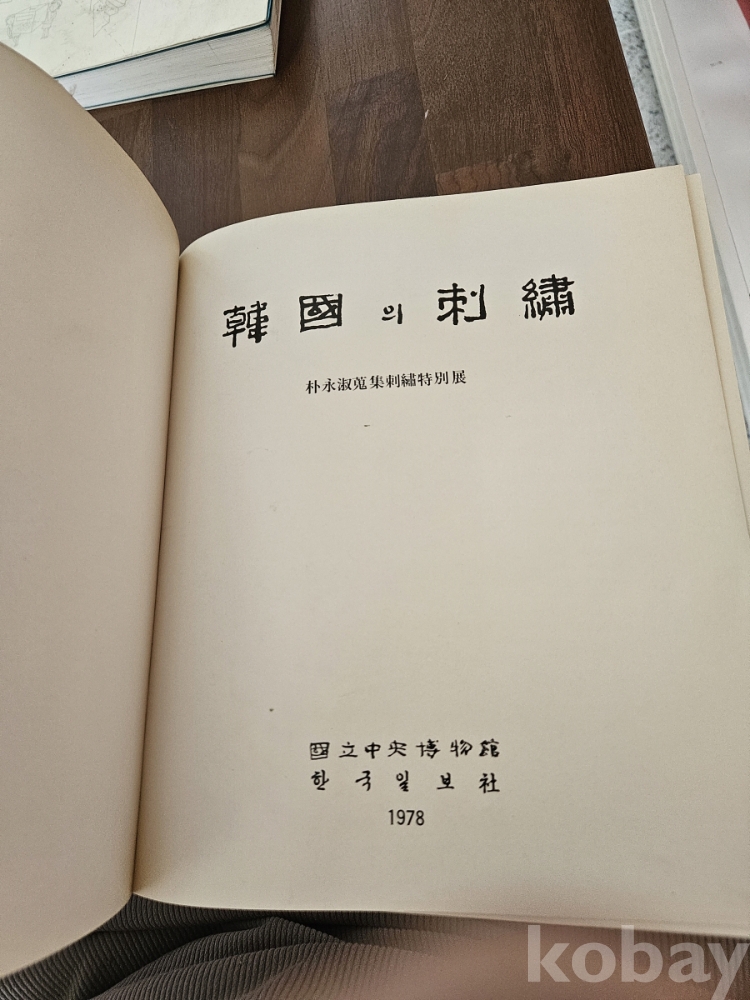 韓國의 刺繡
朴永淑蒐集刺繡特別展
國立中央博物館
한국일보社
1978
kobay